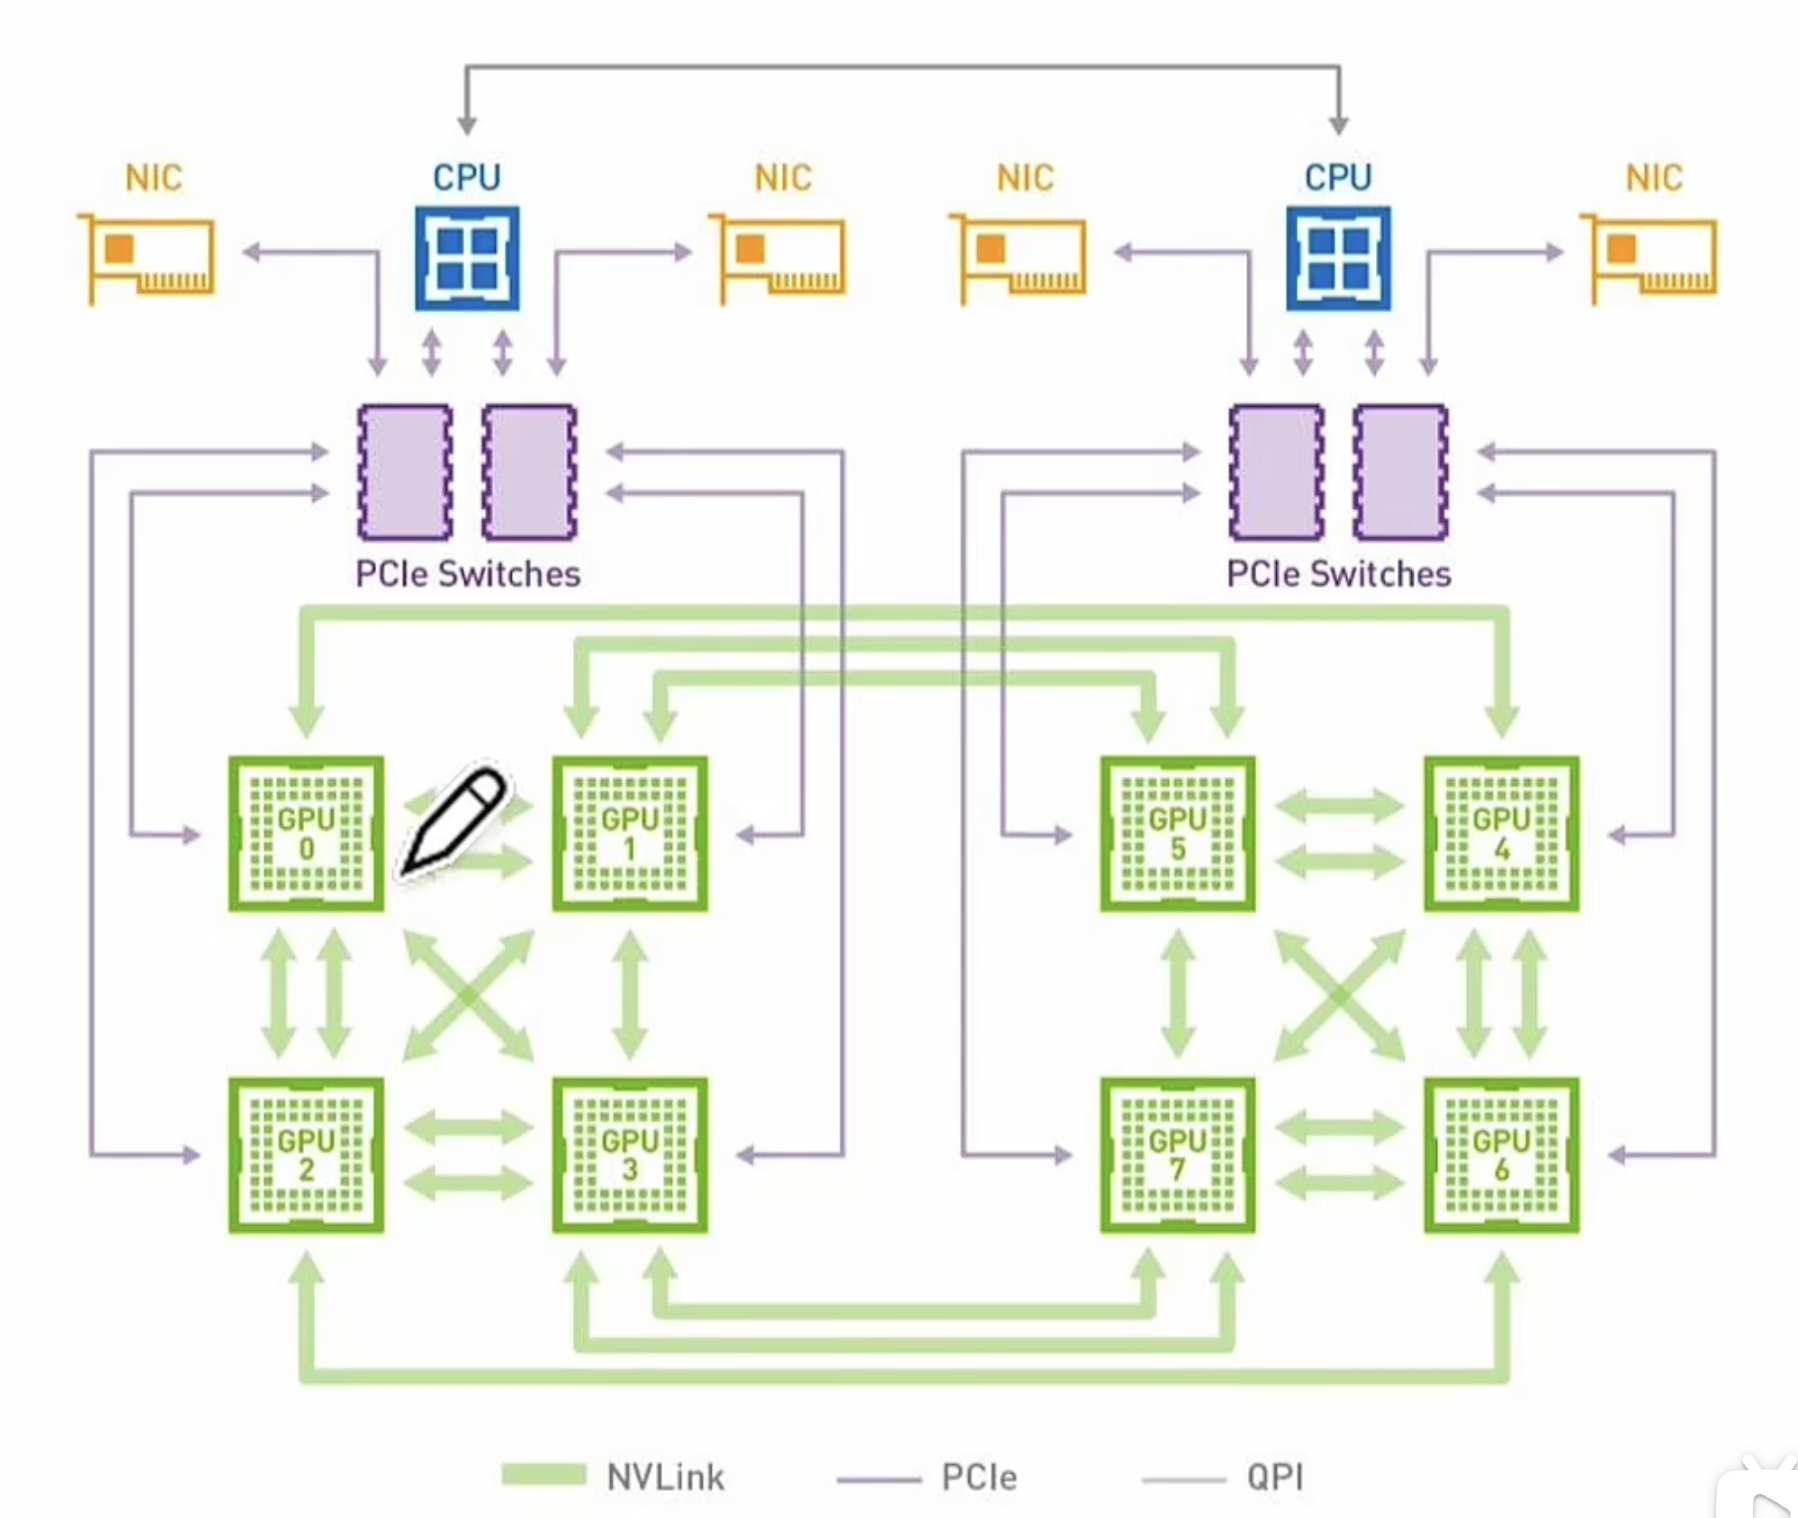 NIC
CPU
NIC
NIC
CPU
NIC
PCIe Switches
PCIe Switches
GPU
0
GPU
1
GPU
5
GPU
4
GPU
2
GPU
3
GPU
7
GPU
6
NVLink
PCIe
QPI